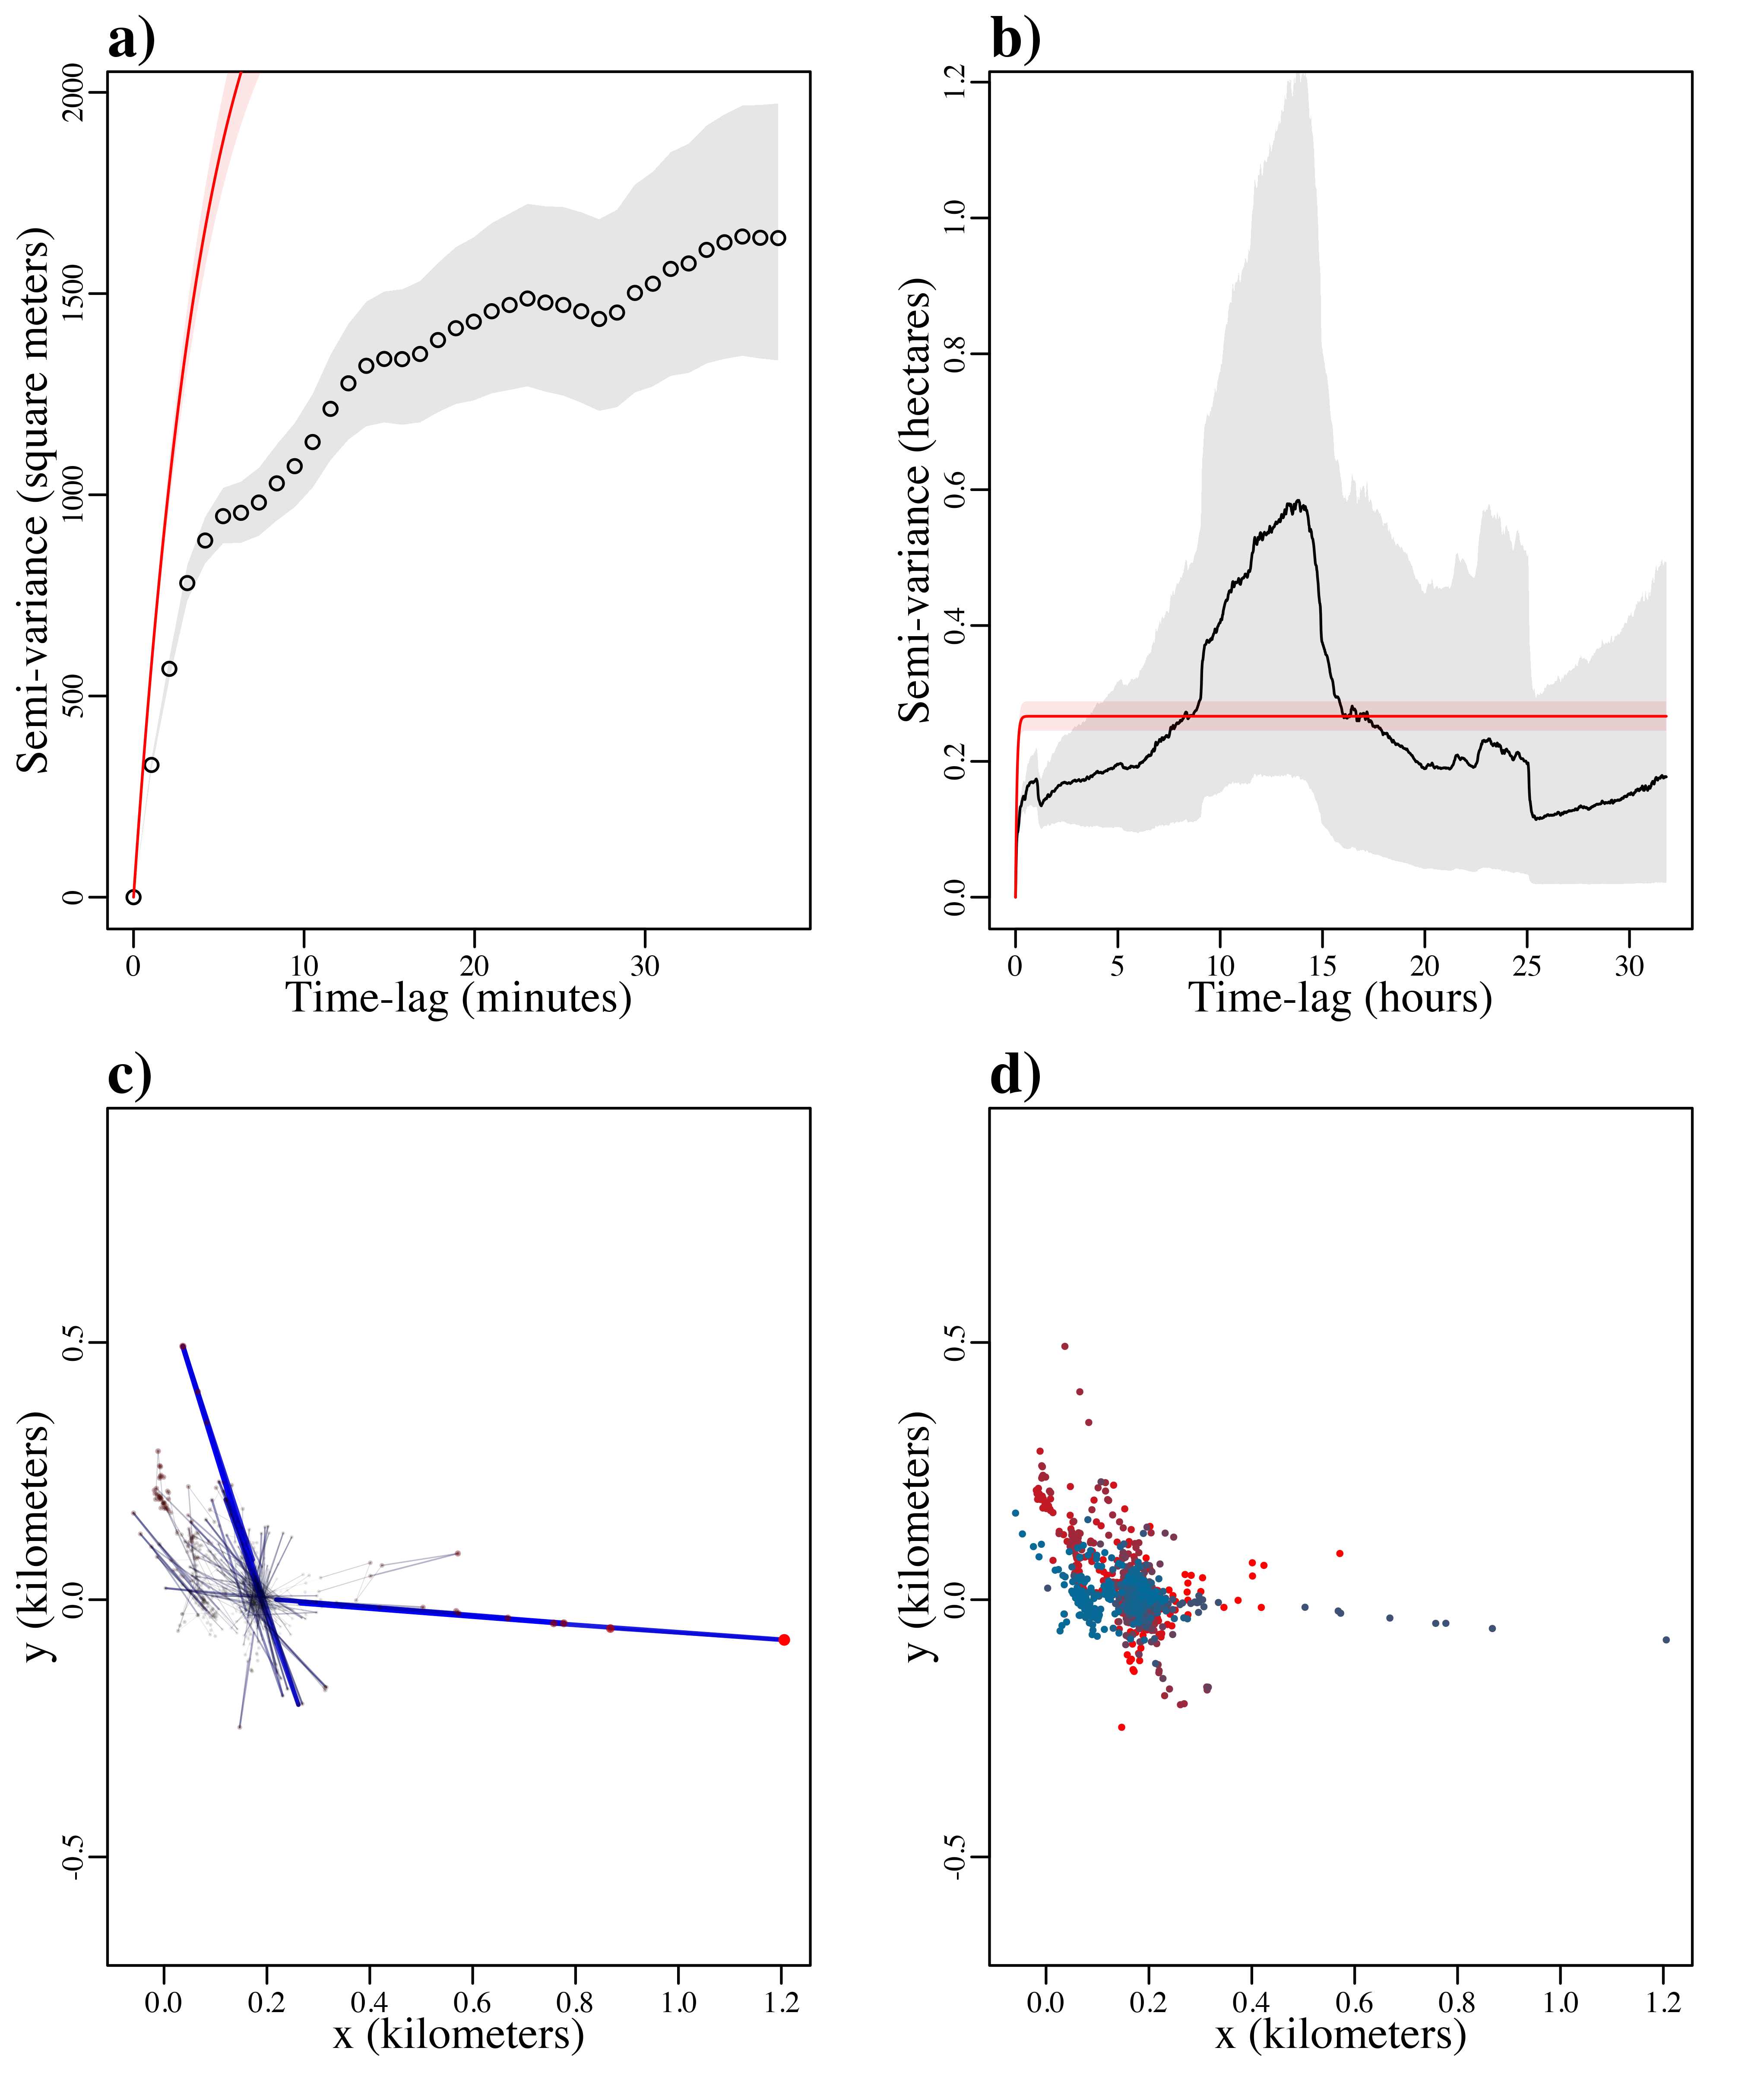 a)
Semi-variance (square meters)
2000
1500
1000
500
0
0 10 20 30
Time-lag (minutes)
b)
Semi-variance (hectares)
1.2
1.0
0.8
0.6
0.4
0.2
0.0
0 5 10 15 20 25 30
Time-lag (hours)
c)
y (kilometers)
0.5
0.0
-0.5
0.0 0.2 0.4 0.6 0.8 1.0 1.2
x (kilometers)
d)
y (kilometers)
0.5
0.0
-0.5
0.0 0.2 0.4 0.6 0.8 1.0 1.2
x (kilometers)